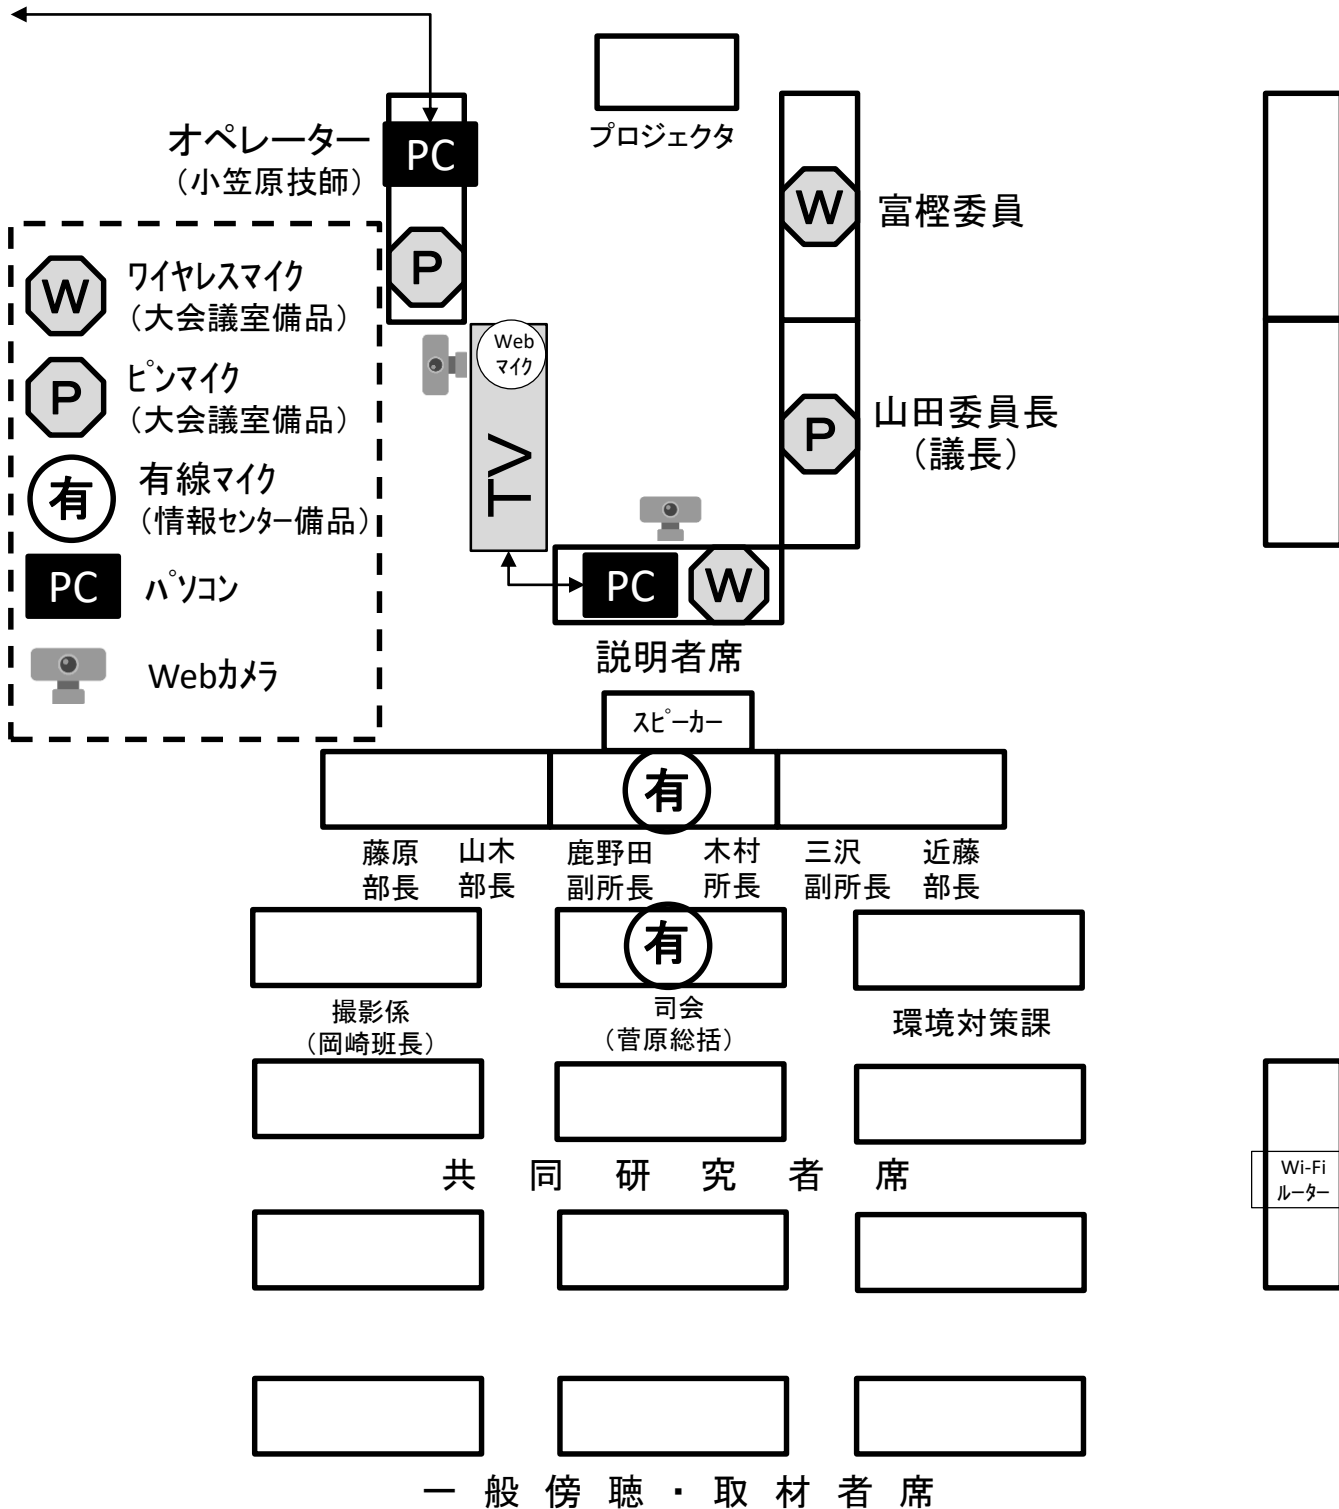 オペレーター
（小笠原技師）
PC
P
プロジェクタ
W
富樫委員
P
山田委員長
（議長）
W
ワイヤレスマイク
（大会議室備品）
P
ピンマイク
（大会議室備品）
有
有線マイク
（情報センター備品）
PC
パソコン
Webカメラ
Web
マイク
TV
PC
W
説明者席
スピーカー
有
藤原
部長
山木
部長
鹿野田
副所長
木村
所長
三沢
副所長
近藤
部長
有
撮影係
（岡崎班長）
司会
（菅原総括）
環境対策課
共同研究者席
Wi-Fi
ルーター
一般傍聴・取材者席